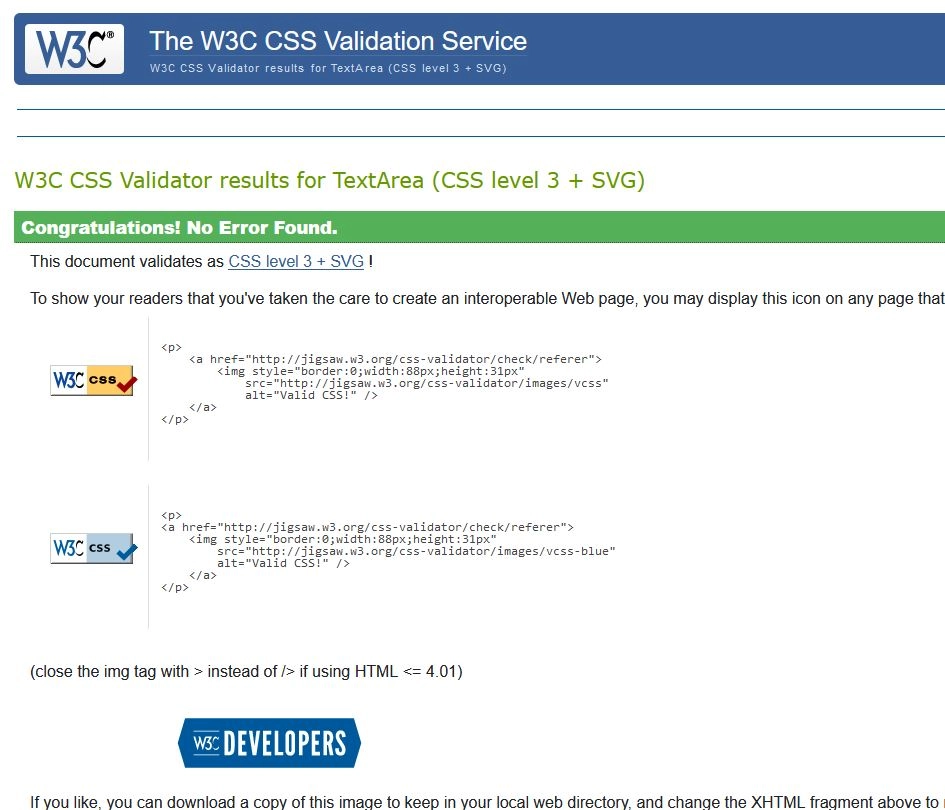 W3C®
The W3C CSS Validation Service
W3C CSS Validator results for TextArea (CSS level 3 + SVG)
W3C CSS Validator results for TextArea (CSS level 3 + SVG)
Congratulations! No Error Found.
This document validates as CSS level 3 + SVG !
To show your readers that you've taken the care to create an interoperable Web page, you may display this icon on any page that
W3C css
<p>
<a href="http://jigsaw.w3.org/css-validator/check/referer">
<img style="border:0;width:88px;height:31px"
src="http://jigsaw.w3.org/css-validator/images/vcss"
alt="Valid CSS!" />
</a>
</p>
W3C css
<p>
<a href="http://jigsaw.w3.org/css-validator/check/referer">
<img style="border:0;width:88px;height:31px"
src="http://jigsaw.w3.org/css-validator/images/vcss-blue"
alt="Valid CSS!" />
</a>
</p>
(close the img tag with > instead of /> if using HTML <= 4.01)
W3C DEVELOPERS
If you like, you can download a copy of this image to keep in your local web directory, and change the XHTML fragment above to